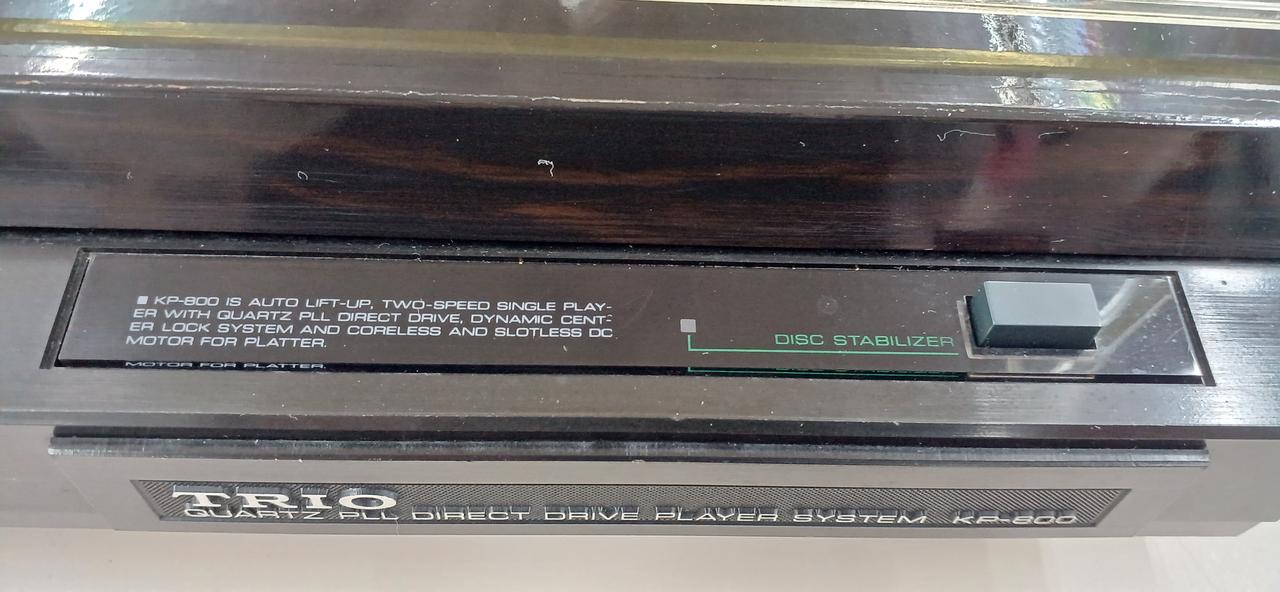 ■ KP-800 IS AUTO LIFT-UP, TWO-SPEED SINGLE PLAY-
ER WITH QUARTZ PLL DIRECT DRIVE, DYNAMIC CENT-
ER LOCK SYSTEM AND CORELESS AND SLOTLESS DC
MOTOR FOR PLATTER.
DISC STABILIZER
TRIO
QUARTZ PLL DIRECT DRIVE PLAYER SYSTEM KP-800